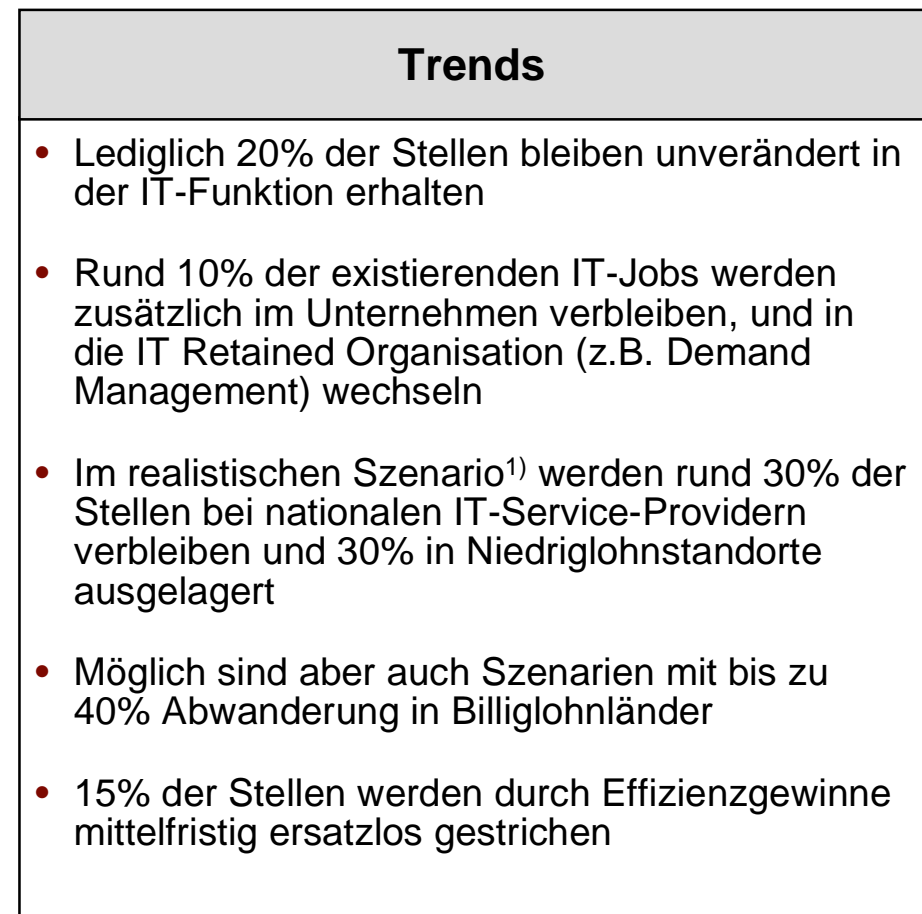 Trends
• Lediglich 20% der Stellen bleiben unverändert in
der IT-Funktion erhalten
• Rund 10% der existierenden IT-Jobs werden
zusätzlich im Unternehmen verbleiben, und in
die IT Retained Organisation (z.B. Demand
Management) wechseln
• Im realistischen Szenario1) werden rund 30% der
Stellen bei nationalen IT-Service-Providern
verbleiben und 30% in Niedriglohnstandorte
ausgelagert
• Möglich sind aber auch Szenarien mit bis zu
40% Abwanderung in Billiglohnländer
• 15% der Stellen werden durch Effizienzgewinne
mittelfristig ersatzlos gestrichen